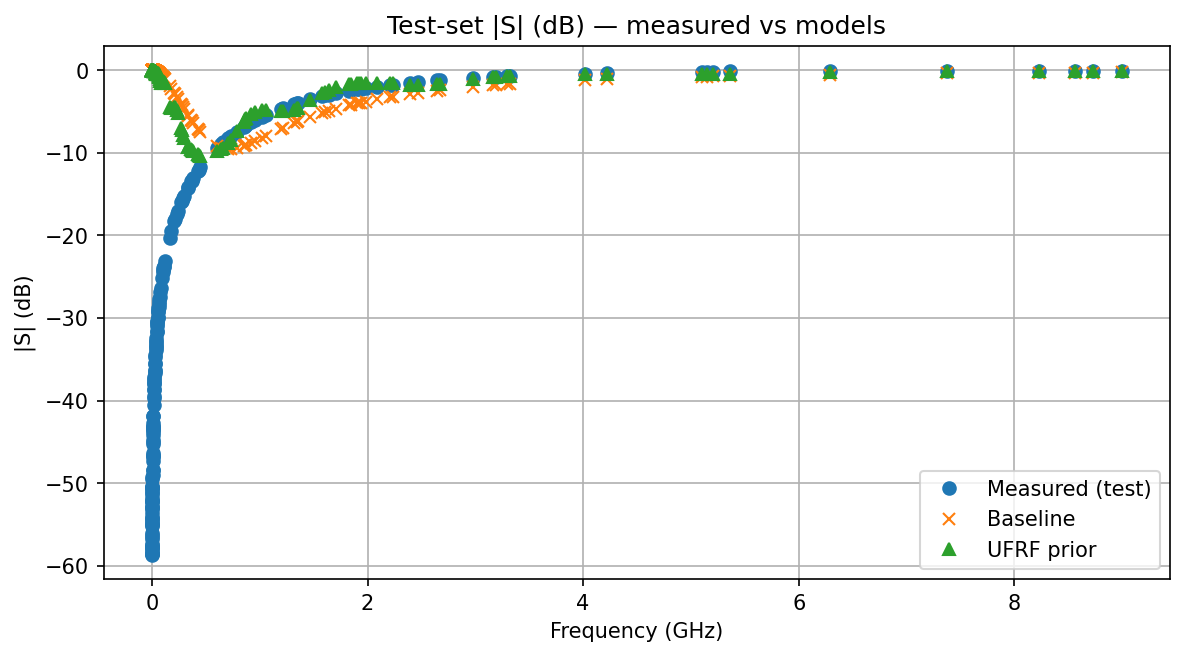 Test-set |S| (dB) — measured vs models
0
−10
−20
−30
−40
−50
−60
|S| (dB)
0 2 4 6 8
Frequency (GHz)
Measured (test)
Baseline
UFRF prior